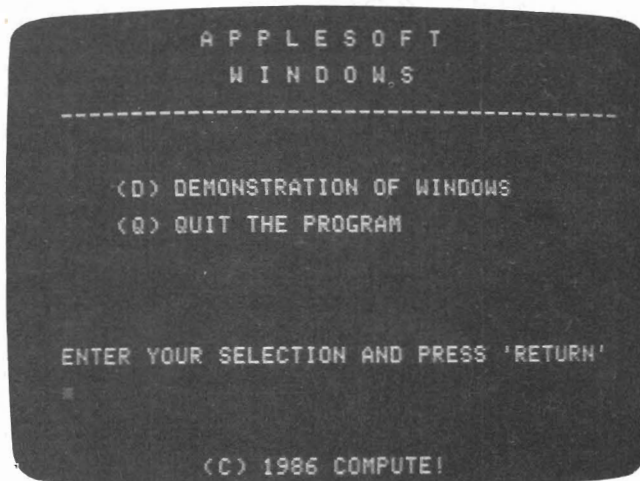 A P P L E S O F T
W I N D O W S
---------------------------------------
(D) DEMONSTRATION OF WINDOWS
(Q) QUIT THE PROGRAM
ENTER YOUR SELECTION AND PRESS 'RETURN'
(C) 1986 COMPUTE!